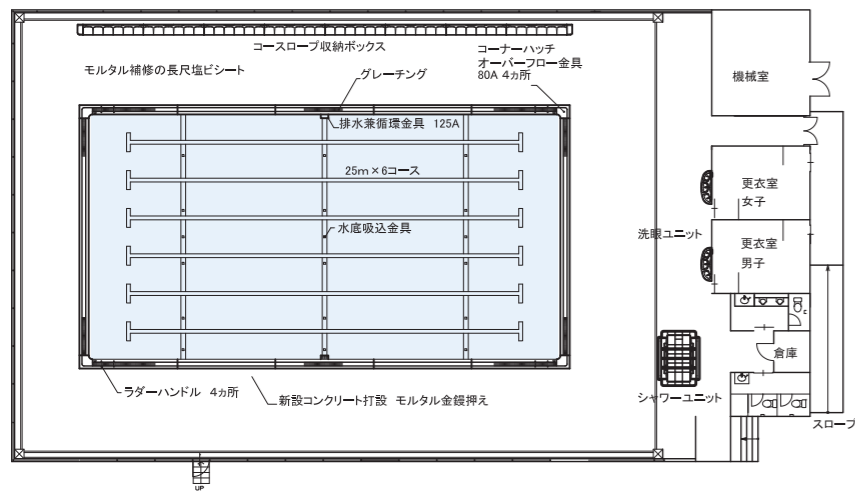 コースロープ収納ボックス
コーナーハッチ
オーバーフロー金具
80A 4ヵ所
モルタル補修の長尺塩ビシート
グレーチング
機械室
排水兼循環金具 125A
25m×6コース
更衣室
女子
水底吸込金具
洗眼ユニット
更衣室
男子
倉庫
ラダーハンドル 4ヵ所
新設コンクリート打設 モルタル金鏝押え
シャワーユニット
スロープ
UP